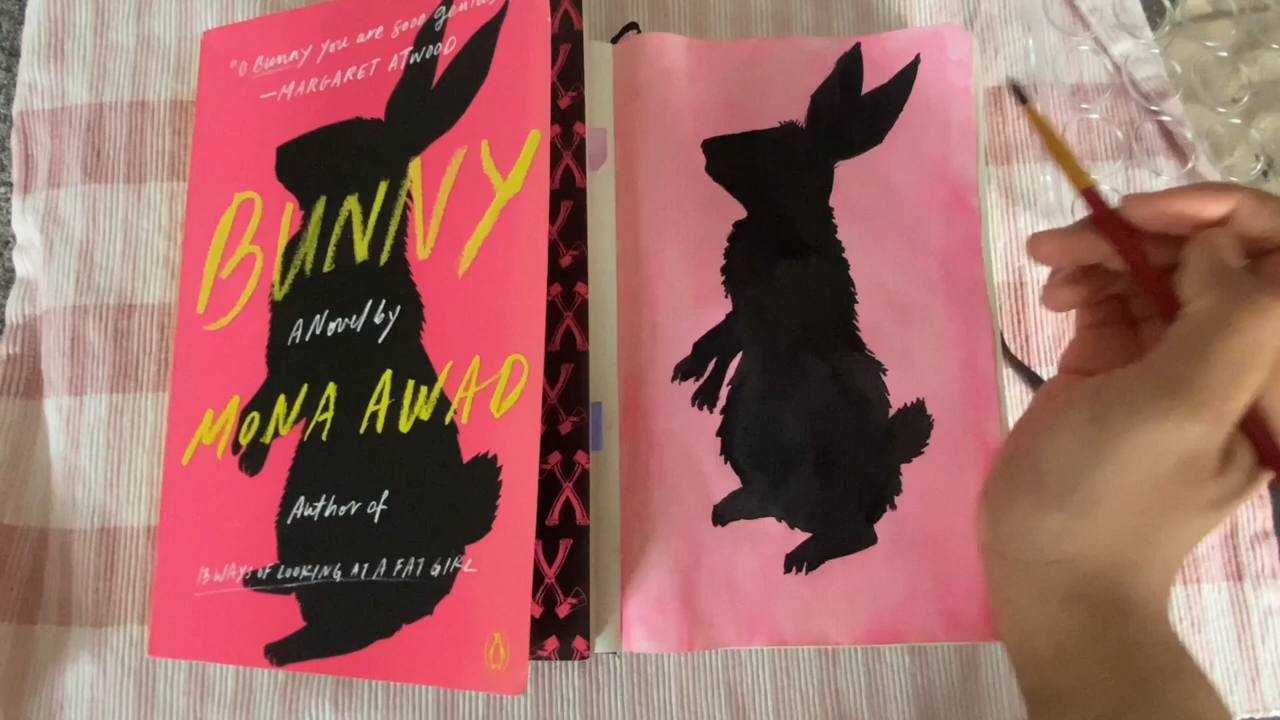 "O Bunny you are sooo genius
—MARGARET ATWOOD
BUNNY
A Novel by
MONA AWAD
Author of
13 WAYS OF LOOKING AT A FAT GIRL